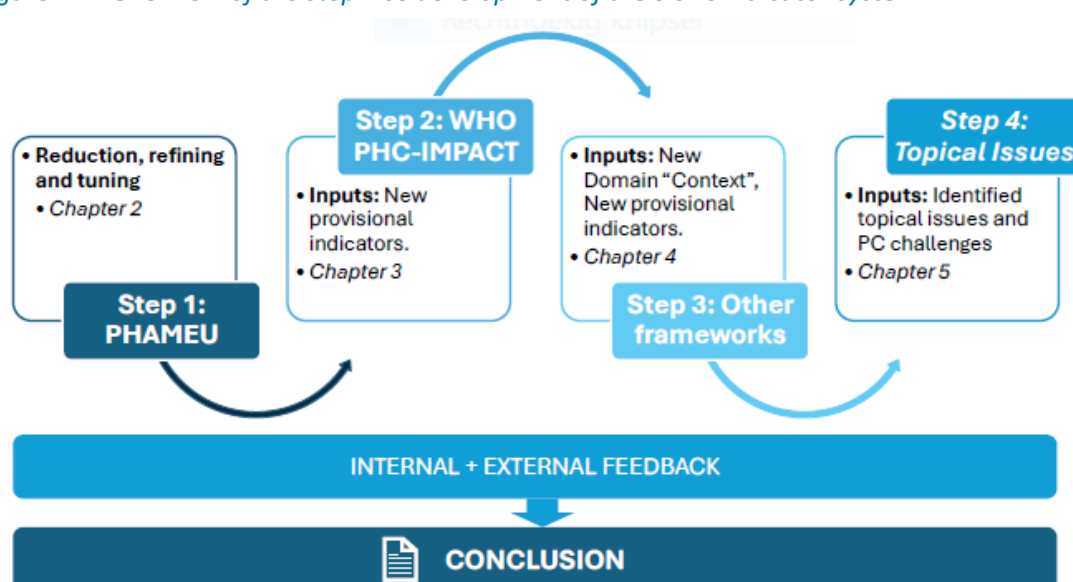 Rechthoekig knipsel
Step 1:
PHAMEU
• Reduction, refining
and tuning
• Chapter 2
Step 2: WHO
PHC-IMPACT
• Inputs: New
provisional
indicators.
• Chapter 3
Step 3: Other
frameworks
• Inputs: New
Domain “Context”,
New provisional
indicators.
• Chapter 4
Step 4:
Topical Issues
• Inputs: Identified
topical issues and
PC challenges
• Chapter 5
INTERNAL + EXTERNAL FEEDBACK
CONCLUSION